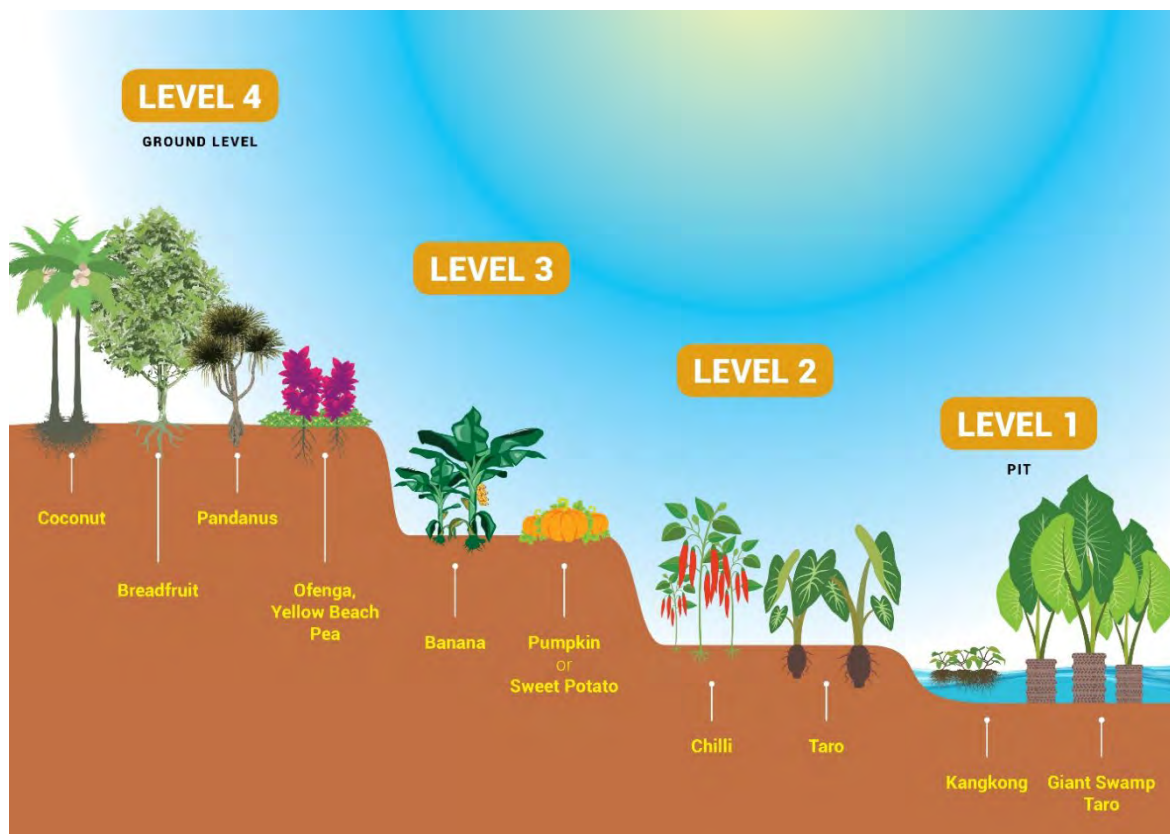 LEVEL 4
GROUND LEVEL
LEVEL 3
LEVEL 2
LEVEL 1
PIT
Coconut
Breadfruit
Pandanus
Ofenga,
Yellow Beach
Pea
Banana
Pumpkin
or
Sweet Potato
Chilli
Taro
Kangkong
Giant Swamp
Taro